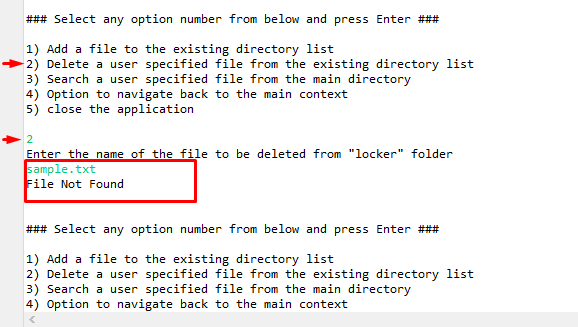 ### Select any option number from below and press Enter ###
1) Add a file to the existing directory list
2) Delete a user specified file from the existing directory list
3) Search a user specified file from the main directory
4) Option to navigate back to the main context
5) close the application
2
Enter the name of the file to be deleted from "locker" folder
sample.txt
File Not Found
### Select any option number from below and press Enter ###
1) Add a file to the existing directory list
2) Delete a user specified file from the existing directory list
3) Search a user specified file from the main directory
4) Option to navigate back to the main context